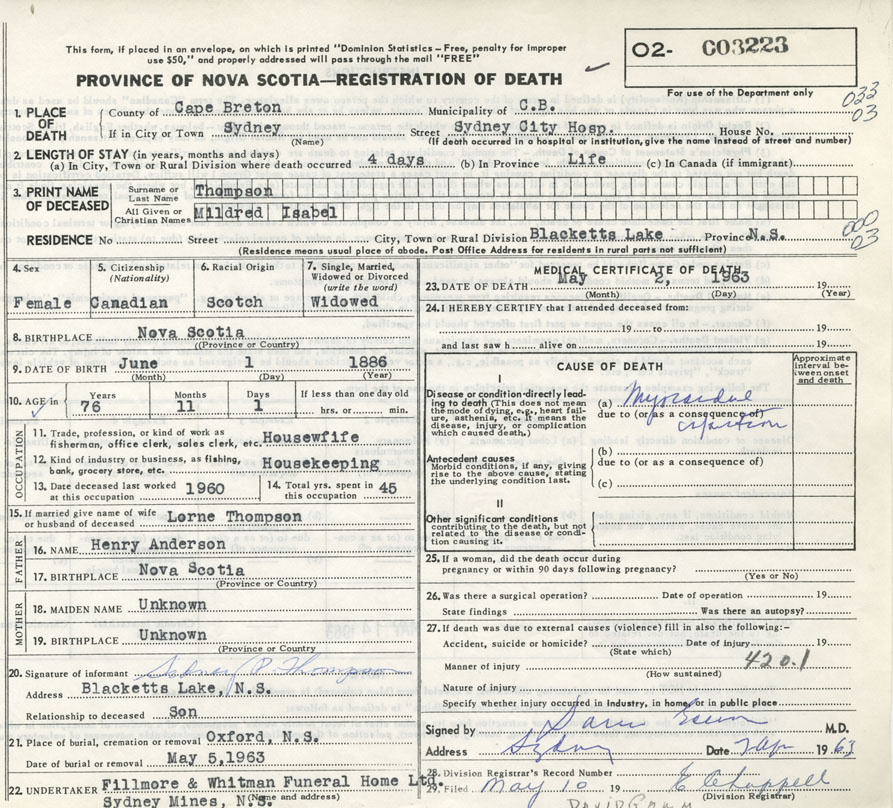 This form, if placed in an envelope, on which is printed "Dominion Statistics - Free, penalty for improper
use $50," and properly addressed will pass through the mail "FREE"
O2- C03223
PROVINCE OF NOVA SCOTIA—REGISTRATION OF DEATH
For use of the Department only
033
03
1. PLACE OF DEATH
County of Cape Breton Municipality of C.B.
If in City or Town Sydney Street Sydney City Hosp. House No.
(Name) (If death occurred in a hospital or institution, give the name instead of street and number)
2. LENGTH OF STAY (in years, months and days)
(a) In City, Town or Rural Division where death occurred 4 days (b) In Province Life (c) In Canada (if immigrant)
3. PRINT NAME OF DECEASED
Surname or Last Name Thompson
All Given or Christian Names Mildred Isabel
000
03
RESIDENCE No Street City, Town or Rural Division Blacketts Lake Province N.S.
(Residence means usual place of abode. Post Office Address for residents in rural parts not sufficient)
4. Sex
Female
5. Citizenship
(Nationality)
Canadian
6. Racial Origin
Scotch
7. Single, Married, Widowed or Divorced
(write the word)
Widowed
8. BIRTHPLACE Nova Scotia
(Province or Country)
9. DATE OF BIRTH June 1 1886
(Month) (Day) (Year)
10. AGE in
Years Months Days If less than one day old
76 11 1 hrs. or min.
OCCUPATION
11. Trade, profession, or kind of work as
fisherman, office clerk, sales clerk, etc. Housewife
12. Kind of industry or business, as fishing,
bank, grocery store, etc. Housekeeping
13. Date deceased last worked
at this occupation 1960
14. Total yrs. spent in
this occupation 45
15. If married give name of wife
or husband of deceased Lorne Thompson
FATHER
16. NAME Henry Anderson
17. BIRTHPLACE Nova Scotia
(Province or Country)
MOTHER
18. MAIDEN NAME Unknown
19. BIRTHPLACE Unknown
(Province or Country)
20. Signature of informant Sydney P Thompson
Address Blacketts Lake, N.S.
Relationship to deceased Son
21. Place of burial, cremation or removal Oxford, N.S.
Date of burial or removal May 5,1963
22. UNDERTAKER Fillmore & Whitman Funeral Home Ltd.
(Name and address)
Sydney Mines, N.S.
MEDICAL CERTIFICATE OF DEATH
23. DATE OF DEATH May 2, 1963 19
(Month) (Day) (Year)
24. I HEREBY CERTIFY that I attended deceased from:
19 to 19
and last saw h alive on 19
CAUSE OF DEATH
Approximate interval between onset and death
I
Disease or condition directly leading to death (This does not mean
the mode of dying, e.g., heart failure, asthenia, etc. It means the
disease, injury, or complication
which caused death.)
(a) Myocardial
due to (or as a consequence of)
infarction
Antecedent causes
Morbid conditions, if any, giving
rise to the above cause, stating
the underlying condition last.
(b)
due to (or as a consequence of)
(c)
II
Other significant conditions
contributing to the death, but not
related to the disease or condition causing it.
25. If a woman, did the death occur during
pregnancy or within 90 days following pregnancy?
(Yes or No)
26. Was there a surgical operation? Date of operation 19
State findings Was there an autopsy?
27. If death was due to external causes (violence) fill in also the following:-
Accident, suicide or homicide? Date of injury 19
(State which)
Manner of injury 420.1
(How sustained)
Nature of injury
Specify whether injury occurred in Industry, in home, or in public place
Signed by M.D.
Address Sydney Date 1963
28. Division Registrar's Record Number
29. Filed May 10 19 E Chappell
(Division Registrar)